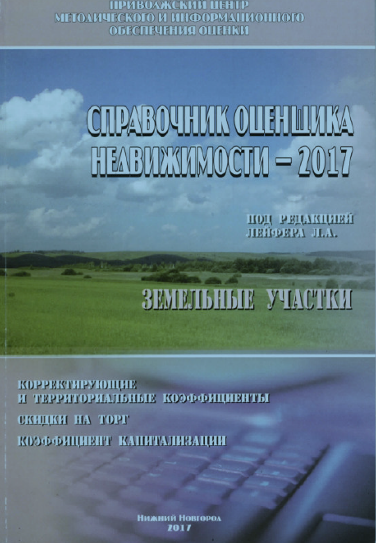 ПРИВОЛЖСКИЙ ЦЕНТР
МЕТОДИЧЕСКОГО И ИНФОРМАЦИОННОГО
ОБЕСПЕЧЕНИЯ ОЦЕНКИ
СПРАВОЧНИК ОЦЕНЩИКА
НЕДВИЖИМОСТИ – 2017
ПОД РЕДАКЦИЕЙ
ЛЕЙФЕРА Л.А.
ЗЕМЕЛЬНЫЕ УЧАСТКИ
КОРРЕКТИРУЮЩИЕ
И ТЕРРИТОРИАЛЬНЫЕ КОЭФФИЦИЕНТЫ
СКИДКИ НА ТОРГ
КОЭФФИЦИЕНТ КАПИТАЛИЗАЦИИ
НИЖНИЙ НОВГОРОД
2017